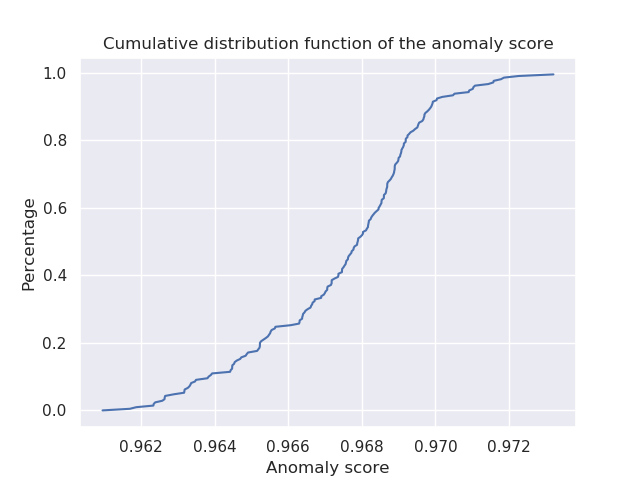 Cumulative distribution function of the anomaly score
Percentage
1.0
0.8
0.6
0.4
0.2
0.0
0.962 0.964 0.966 0.968 0.970 0.972
Anomaly score